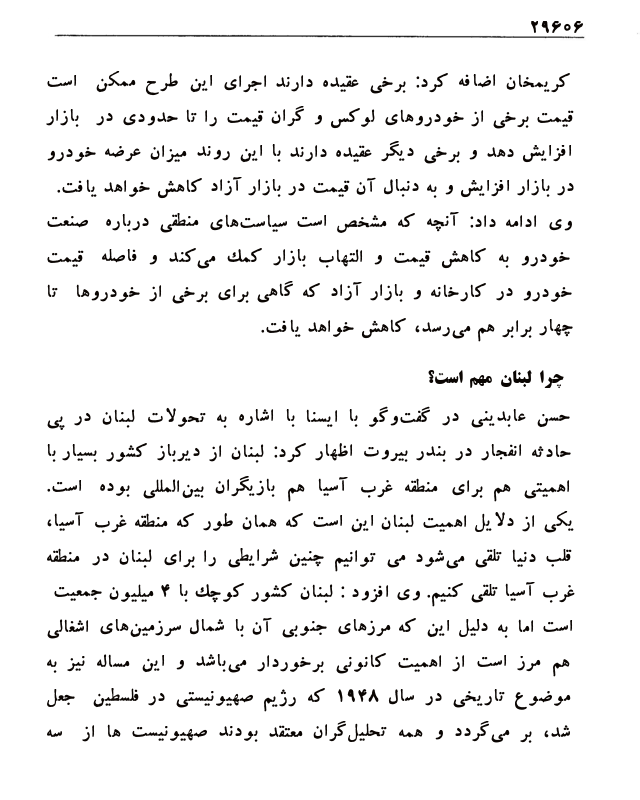 ۲۹۶۰۶
کریمخان اضافه کرد: برخی عقیده دارند اجرای این طرح ممکن است
قیمت برخی از خودروهای لوکس و گران قیمت را تا حدودی در بازار
افزایش دهد و برخی دیگر عقیده دارند با این روند میزان عرضه خودرو
در بازار افزایش و به دنبال آن قیمت در بازار آزاد کاهش خواهد یافت.
وی ادامه داد: آنچه که مشخص است سیاست‌های منطقی درباره صنعت
خودرو به کاهش قیمت و التهاب بازار کمك می‌کند و فاصله قیمت
خودرو در کارخانه و بازار آزاد که گاهی برای برخی از خودروها تا
چهار برابر هم می‌رسد، کاهش خواهد یافت.
چرا لبنان مهم است؟
حسن عابدینی در گفت‌وگو با ایسنا با اشاره به تحولات لبنان در پی
حادثه انفجار در بندر بیروت اظهار کرد: لبنان از دیرباز کشور بسیار با
اهمیتی هم برای منطقه غرب آسیا هم بازیگران بین‌المللی بوده است.
یکی از دلایل اهمیت لبنان این است که همان طور که منطقه غرب آسیا،
قلب دنیا تلقی می‌شود می توانیم چنین شرایطی را برای لبنان در منطقه
غرب آسیا تلقی کنیم. وی افزود : لبنان کشور کوچك با ۴ میلیون جمعیت
است اما به دلیل این که مرزهای جنوبی آن با شمال سرزمین‌های اشغالی
هم مرز است از اهمیت کانونی برخوردار می‌باشد و این مساله نیز به
موضوع تاریخی در سال ۱۹۴۸ که رژیم صهیونیستی در فلسطین جعل
شد، بر می‌گردد و همه تحلیل‌گران معتقد بودند صهیونیست ها از سه